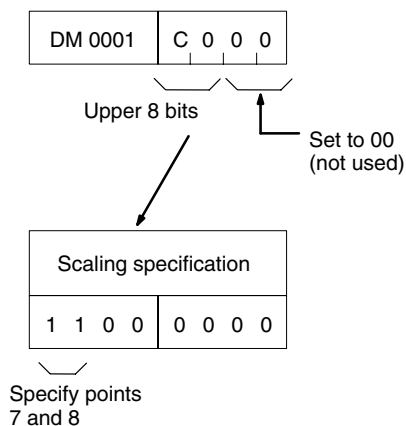 DM 0001 C 0 0 0
Upper 8 bits
Set to 00
(not used)
Scaling specification
1 1 0 0 0 0 0 0
Specify points
7 and 8